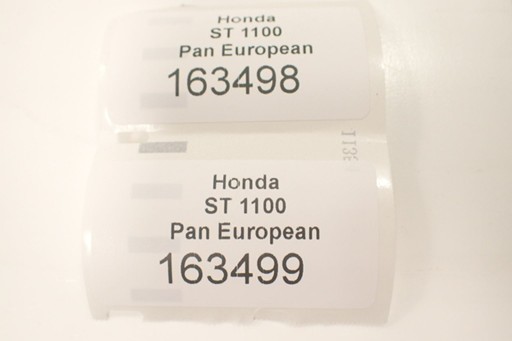 Honda
ST 1100
Pan European
163498
Honda
ST 1100
Pan European
163499